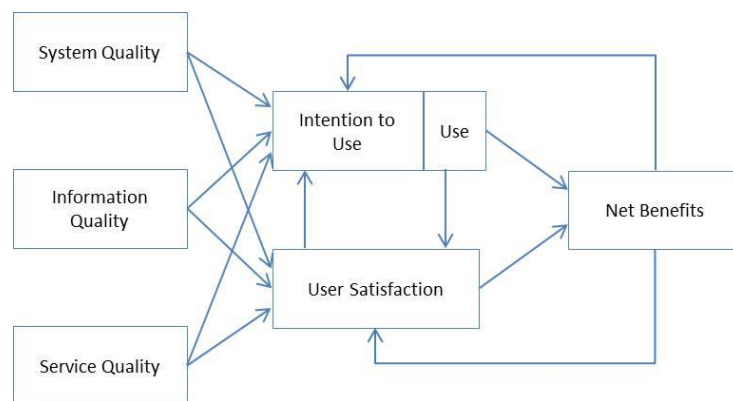 System Quality
Intention to
Use
Use
Information
Quality
Net Benefits
User Satisfaction
Service Quality